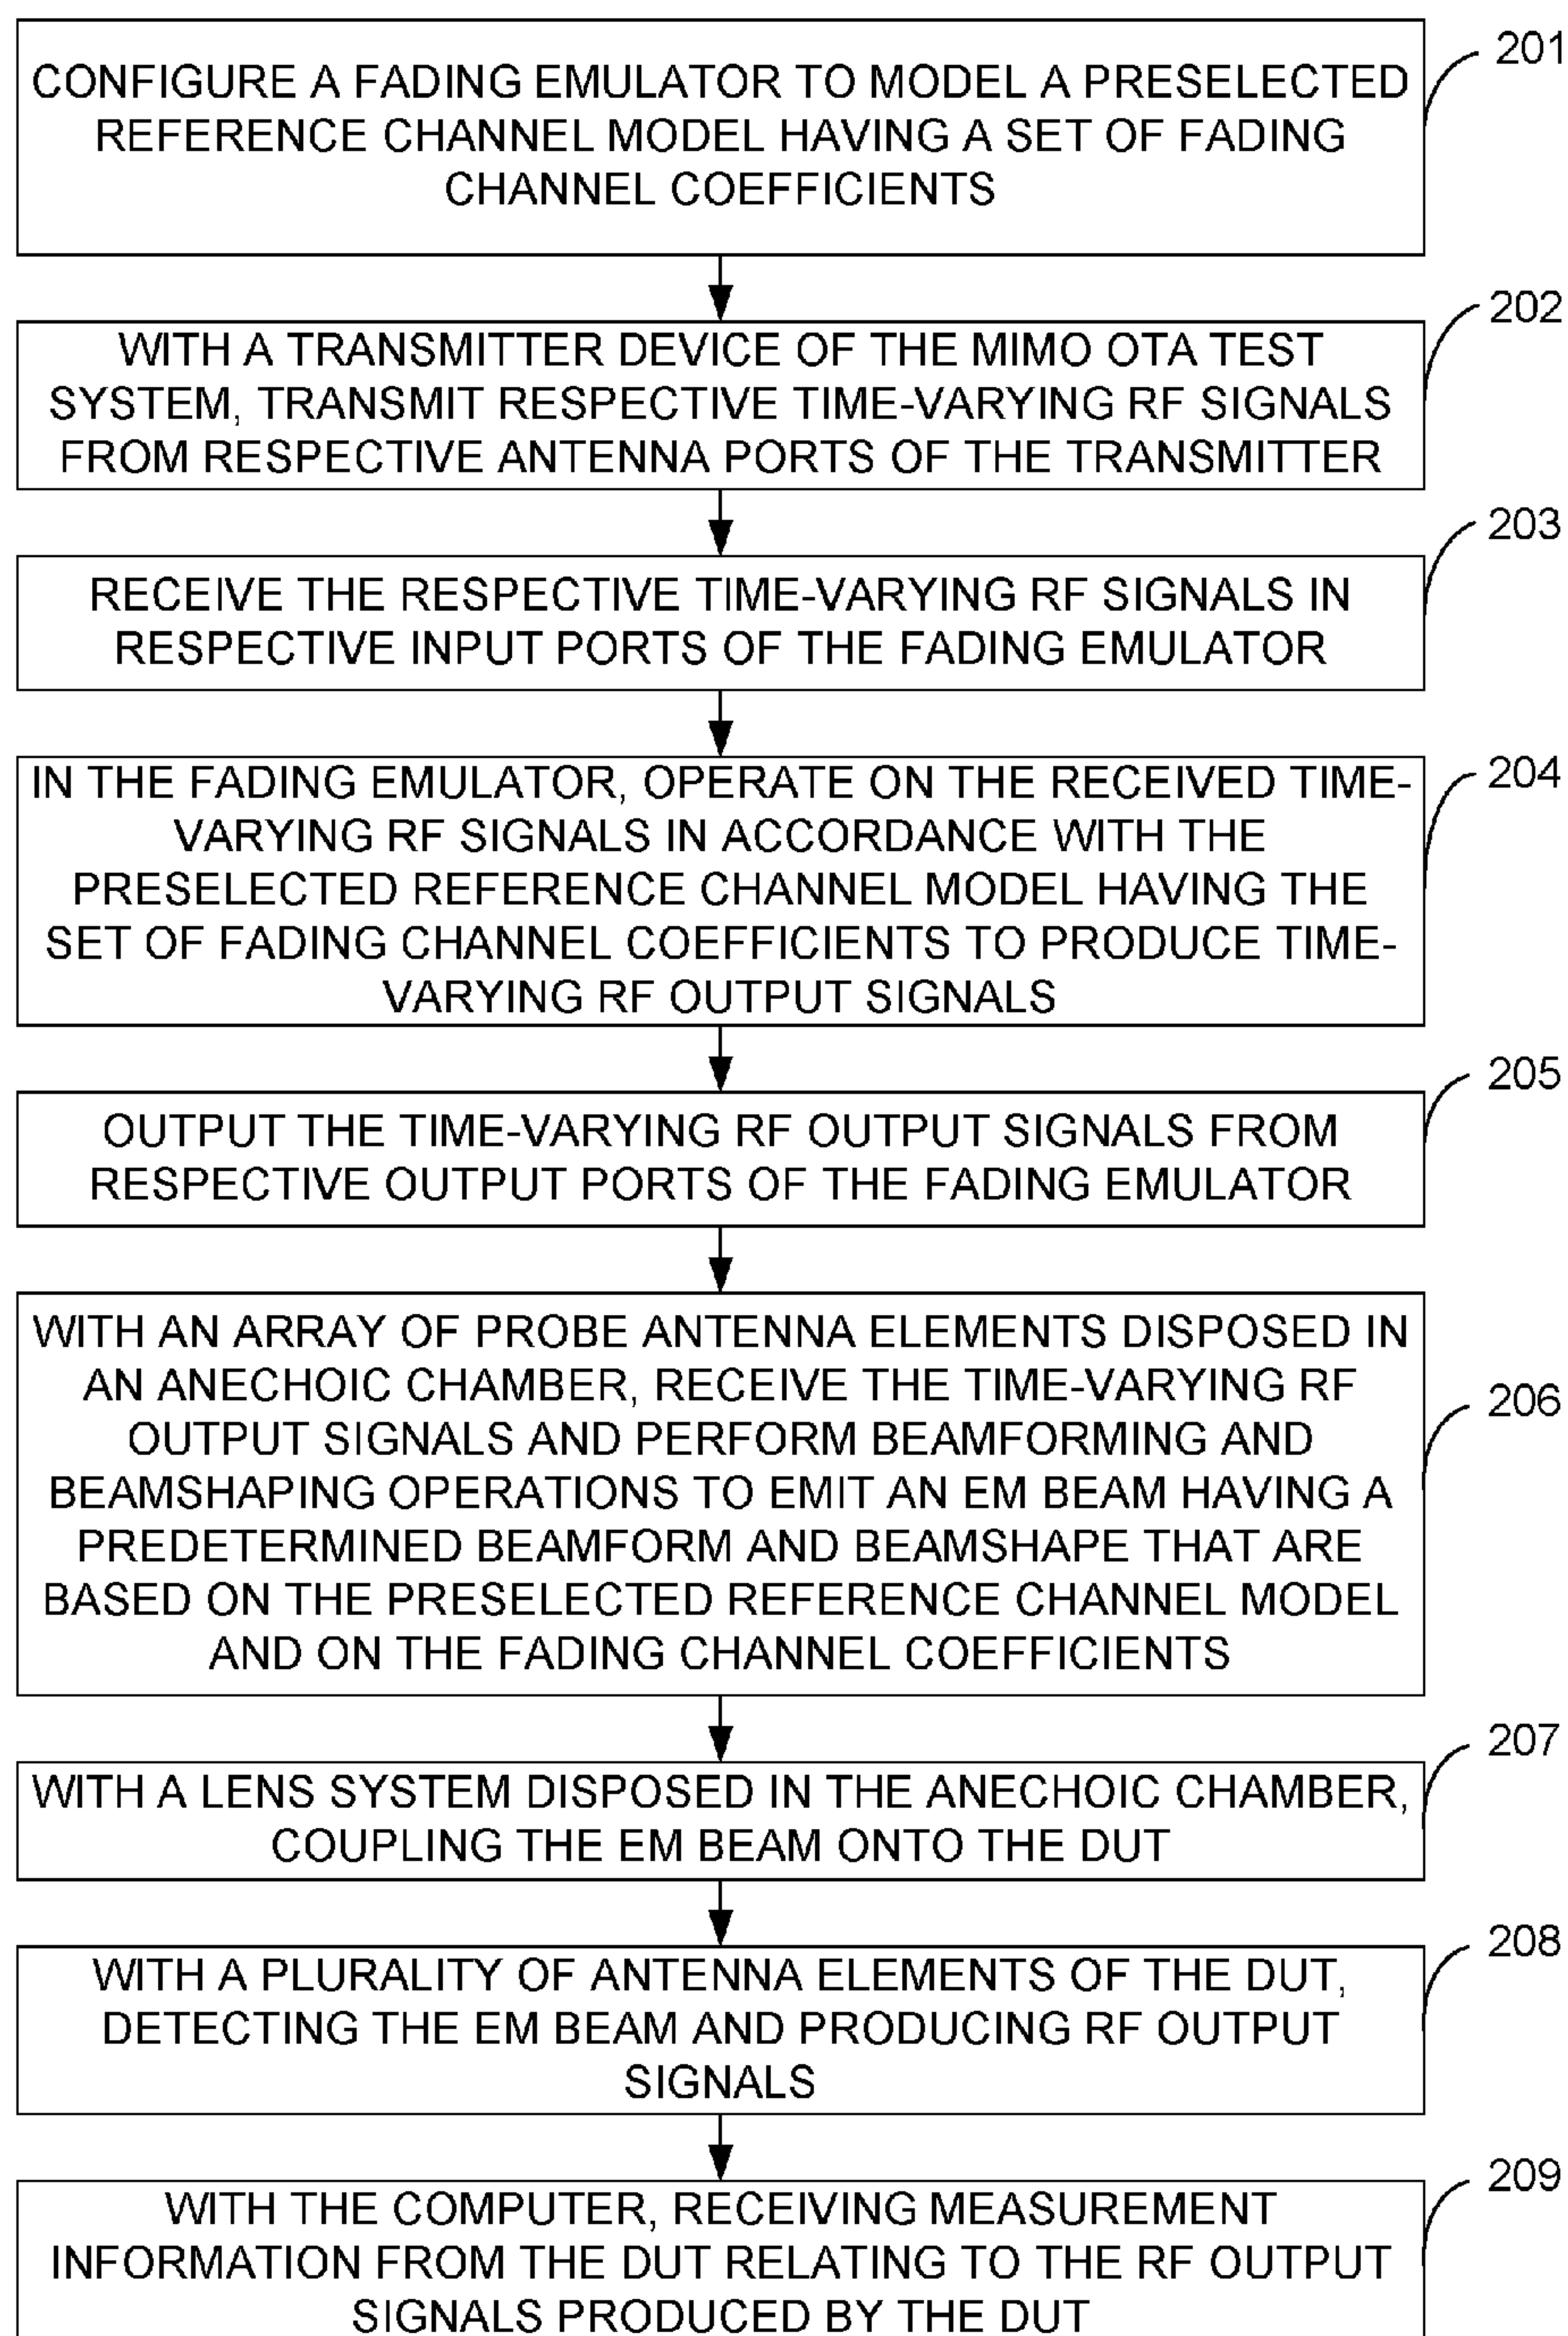 201
CONFIGURE A FADING EMULATOR TO MODEL A PRESELECTED
REFERENCE CHANNEL MODEL HAVING A SET OF FADING
CHANNEL COEFFICIENTS
202
WITH A TRANSMITTER DEVICE OF THE MIMO OTA TEST
SYSTEM, TRANSMIT RESPECTIVE TIME-VARYING RF SIGNALS
FROM RESPECTIVE ANTENNA PORTS OF THE TRANSMITTER
203
RECEIVE THE RESPECTIVE TIME-VARYING RF SIGNALS IN
RESPECTIVE INPUT PORTS OF THE FADING EMULATOR
204
IN THE FADING EMULATOR, OPERATE ON THE RECEIVED TIME-
VARYING RF SIGNALS IN ACCORDANCE WITH THE
PRESELECTED REFERENCE CHANNEL MODEL HAVING THE
SET OF FADING CHANNEL COEFFICIENTS TO PRODUCE TIME-
VARYING RF OUTPUT SIGNALS
205
OUTPUT THE TIME-VARYING RF OUTPUT SIGNALS FROM
RESPECTIVE OUTPUT PORTS OF THE FADING EMULATOR
206
WITH AN ARRAY OF PROBE ANTENNA ELEMENTS DISPOSED IN
AN ANECHOIC CHAMBER, RECEIVE THE TIME-VARYING RF
OUTPUT SIGNALS AND PERFORM BEAMFORMING AND
BEAMSHAPING OPERATIONS TO EMIT AN EM BEAM HAVING A
PREDETERMINED BEAMFORM AND BEAMSHAPE THAT ARE
BASED ON THE PRESELECTED REFERENCE CHANNEL MODEL
AND ON THE FADING CHANNEL COEFFICIENTS
207
WITH A LENS SYSTEM DISPOSED IN THE ANECHOIC CHAMBER,
COUPLING THE EM BEAM ONTO THE DUT
208
WITH A PLURALITY OF ANTENNA ELEMENTS OF THE DUT,
DETECTING THE EM BEAM AND PRODUCING RF OUTPUT
SIGNALS
209
WITH THE COMPUTER, RECEIVING MEASUREMENT
INFORMATION FROM THE DUT RELATING TO THE RF OUTPUT
SIGNALS PRODUCED BY THE DUT